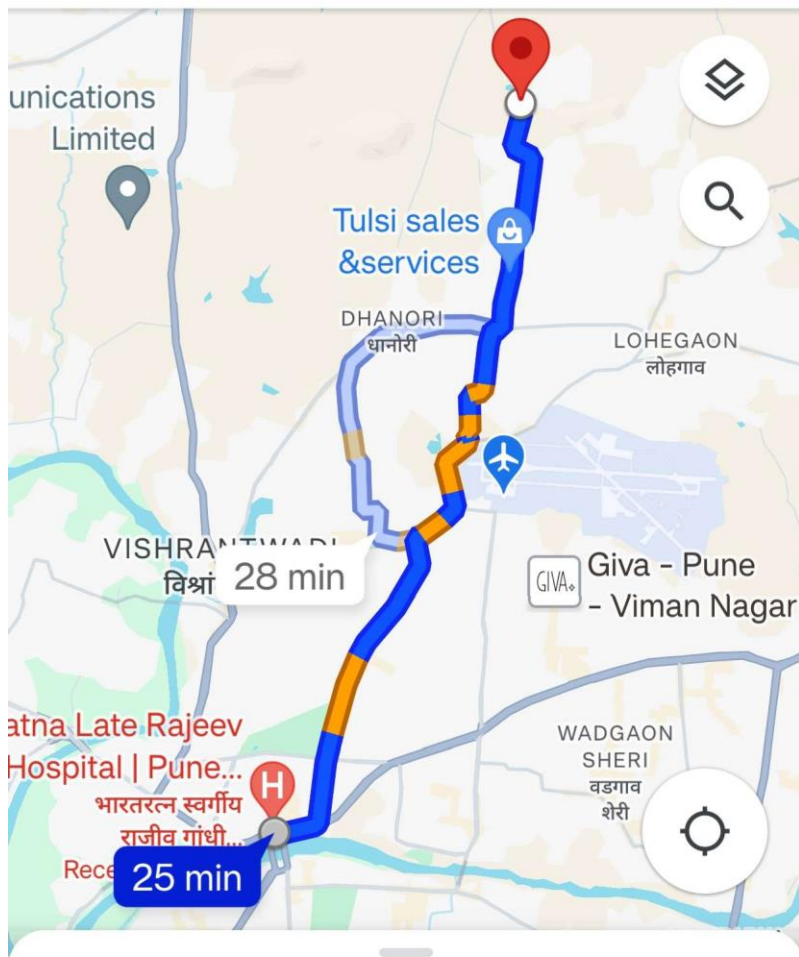 unications
Limited
Tulsi sales
&services
DHANORI
धानोरी
LOHEGAON
लोहगाव
VISHRANTWADI
विश्रां
28 min
GIVA
Giva - Pune
- Viman Nagar
atna Late Rajeev
Hospital | Pune...
भारतरत्न स्वर्गीय
राजीव गांधी...
Rece
H
25 min
WADGAON
SHERI
वडगाव
शेरी